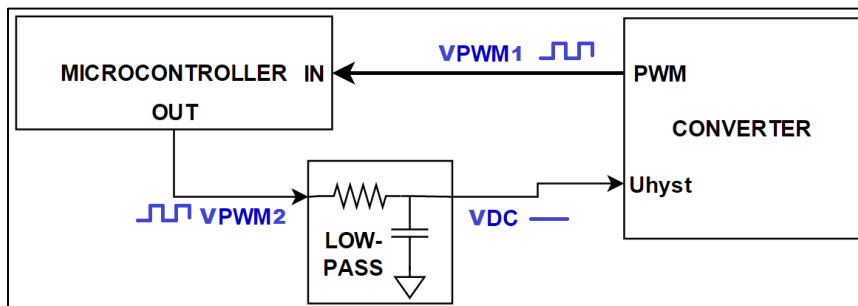 VPWM1
MICROCONTROLLER IN
PWM
OUT
CONVERTER
Uhyst
VPWM2
VDC
LOW-
PASS